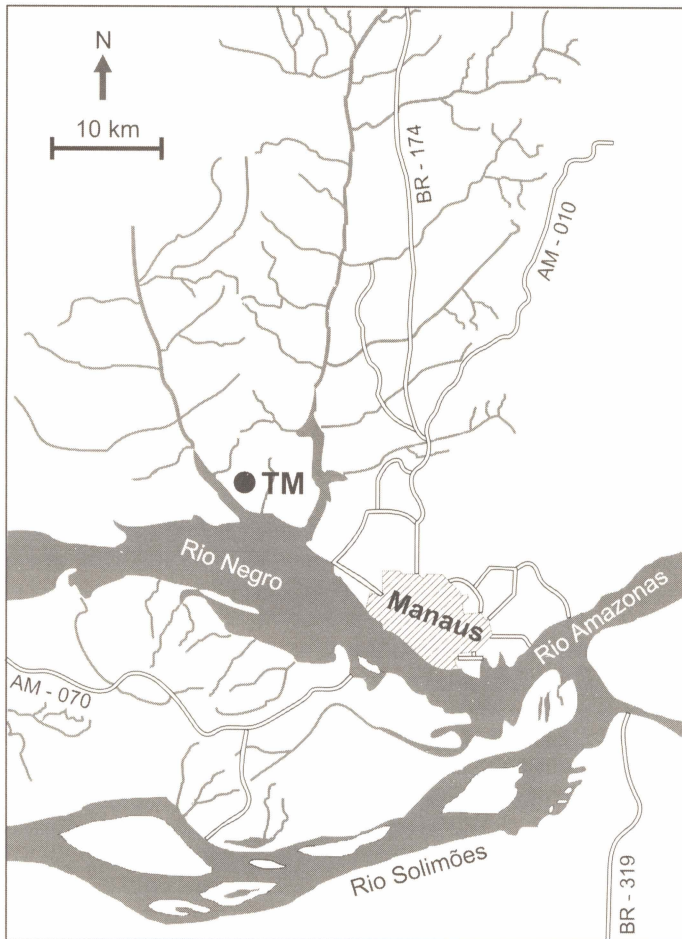 N
10 km
BR - 174
AM - 010
TM
Rio Negro
Manaus
Rio Amazonas
AM - 070
Rio Solimões
BR - 319